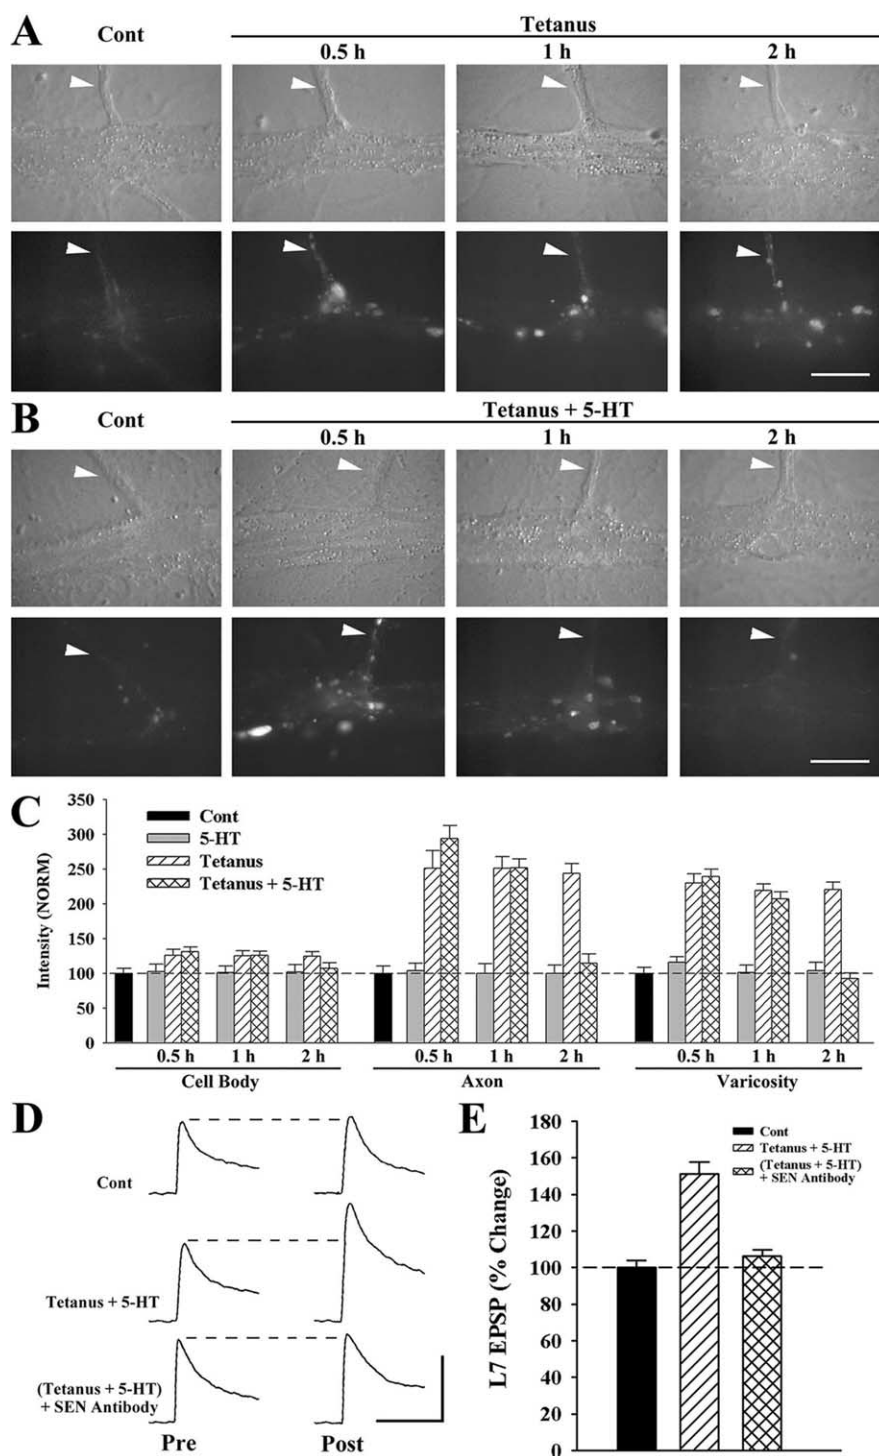 A
Cont
Tetanus
0.5 h 1 h 2 h
B
Cont
Tetanus + 5-HT
0.5 h 1 h 2 h
C
Intensity (NORM)
350
300
250
200
150
100
50
0
Cont
5-HT
Tetanus
Tetanus + 5-HT
0.5 h 1 h 2 h 0.5 h 1 h 2 h 0.5 h 1 h 2 h
Cell Body Axon Varicosity
D
Cont
Tetanus + 5-HT
(Tetanus + 5-HT)
+ SEN Antibody
Pre Post
E
L7 EPSP (% Change)
180
160
140
120
100
80
60
40
20
0
Cont
Tetanus + 5-HT
(Tetanus + 5-HT)
+ SEN Antibody